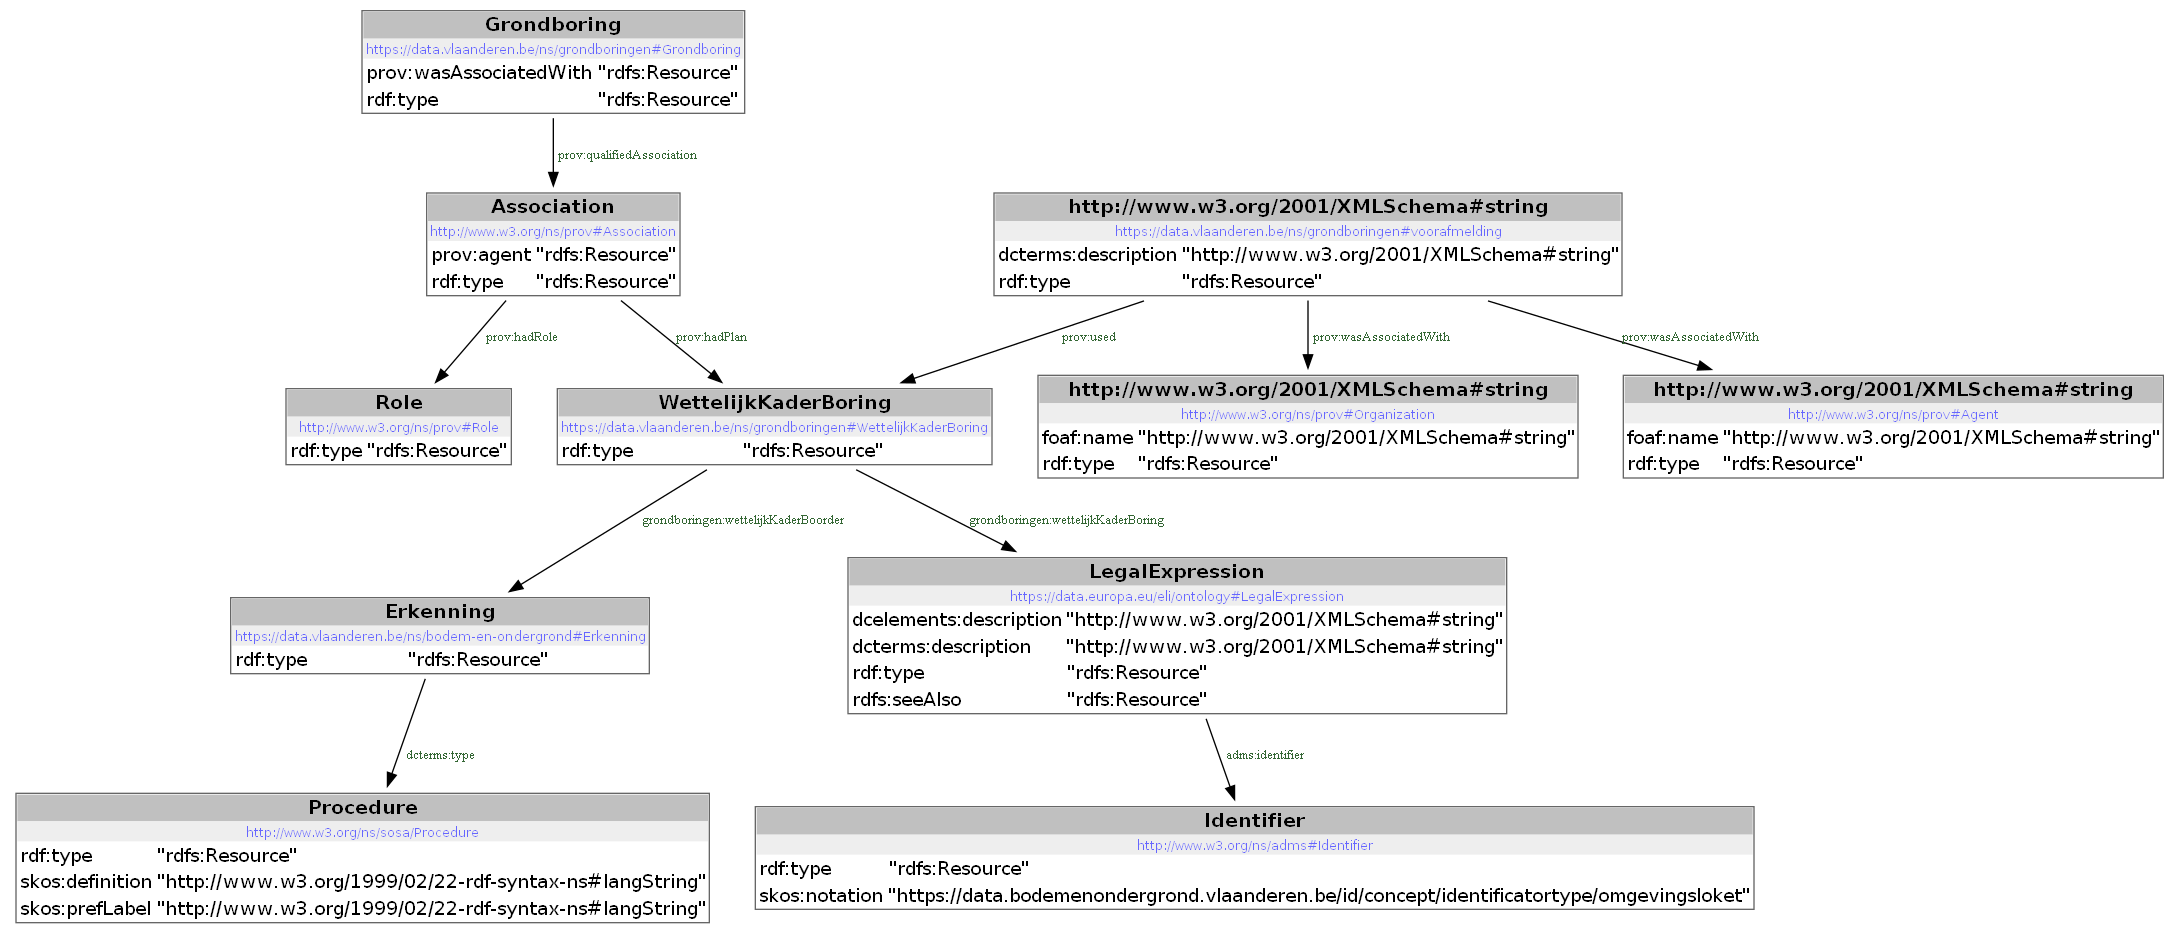 Grondboring
https://data.vlaanderen.be/ns/grondboringen#Grondboring
prov:wasAssociatedWith "rdfs:Resource"
rdf:type "rdfs:Resource"
prov:qualifiedAssociation
Association
http://www.w3.org/ns/prov#Association
prov:agent "rdfs:Resource"
rdf:type "rdfs:Resource"
http://www.w3.org/2001/XMLSchema#string
https://data.vlaanderen.be/ns/grondboringen#voorafmelding
dcterms:description "http://www.w3.org/2001/XMLSchema#string"
rdf:type "rdfs:Resource"
prov:hadRole
prov:hadPlan
prov:used
prov:wasAssociatedWith
prov:wasAssociatedWith
Role
http://www.w3.org/ns/prov#Role
rdf:type "rdfs:Resource"
WettelijkKaderBoring
https://data.vlaanderen.be/ns/grondboringen#WettelijkKaderBoring
rdf:type "rdfs:Resource"
http://www.w3.org/2001/XMLSchema#string
http://www.w3.org/ns/prov#Organization
foaf:name "http://www.w3.org/2001/XMLSchema#string"
rdf:type "rdfs:Resource"
http://www.w3.org/2001/XMLSchema#string
http://www.w3.org/ns/prov#Agent
foaf:name "http://www.w3.org/2001/XMLSchema#string"
rdf:type "rdfs:Resource"
grondboringen:wettelijkKaderBoorder
grondboringen:wettelijkKaderBoring
Erkenning
https://data.vlaanderen.be/ns/bodem-en-ondergrond#Erkenning
rdf:type "rdfs:Resource"
LegalExpression
https://data.europa.eu/eli/ontology#LegalExpression
dcelements:description "http://www.w3.org/2001/XMLSchema#string"
dcterms:description "http://www.w3.org/2001/XMLSchema#string"
rdf:type "rdfs:Resource"
rdfs:seeAlso "rdfs:Resource"
dcterms:type
adms:identifier
Procedure
http://www.w3.org/ns/sosa/Procedure
rdf:type "rdfs:Resource"
skos:definition "http://www.w3.org/1999/02/22-rdf-syntax-ns#langString"
skos:prefLabel "http://www.w3.org/1999/02/22-rdf-syntax-ns#langString"
Identifier
http://www.w3.org/ns/adms#Identifier
rdf:type "rdfs:Resource"
skos:notation "https://data.bodemenondergrond.vlaanderen.be/id/concept/identificatortype/omgevingsloket"